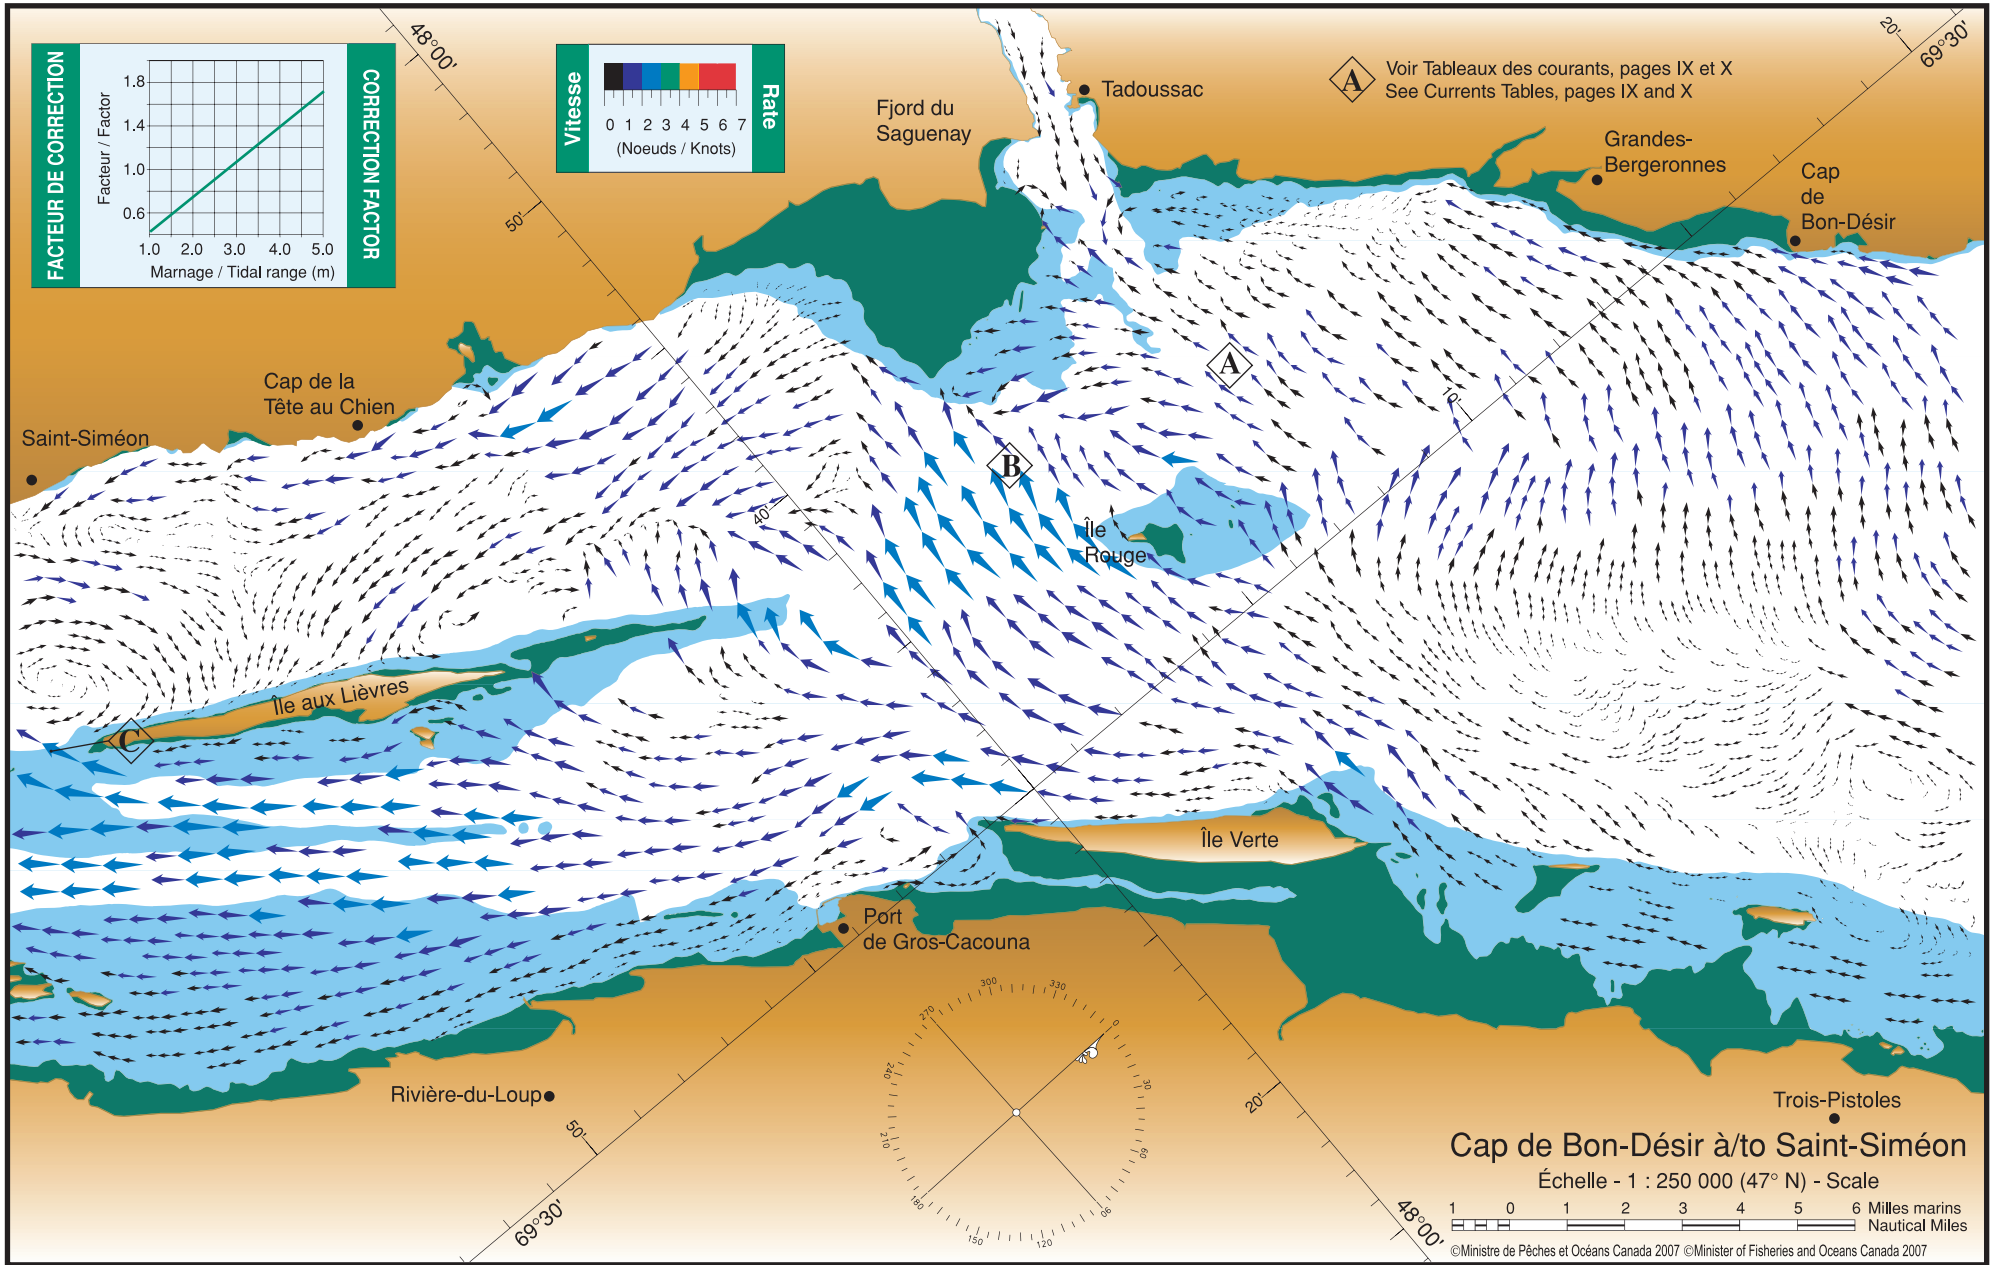 48°00'
20'
69°30'
FACTEUR DE CORRECTION
Facteur / Factor
1.8
1.4
1.0
0.6
1.0 2.0 3.0 4.0 5.0
Marnage / Tidal range (m)
CORRECTION FACTOR
Vitesse
0 1 2 3 4 5 6 7
(Noeuds / Knots)
Rate
Fjord du
Saguenay
Tadoussac
A
Voir Tableaux des courants, pages IX et X
See Currents Tables, pages IX and X
Grandes-
Bergeronnes
Cap
de
Bon-Désir
50'
Cap de la
Tête au Chien
Saint-Siméon
A
10'
B
40'
Île
Rouge
Île aux Lièvres
C
Île Verte
Port
de Gros-Cacouna
Rivière-du-Loup
50'
69°30'
0
30
60
90
120
150
180
210
240
270
300
330
20'
48°00'
Trois-Pistoles
Cap de Bon-Désir à/to Saint-Siméon
Échelle - 1 : 250 000 (47° N) - Scale
1 0 1 2 3 4 5 6 Milles marins
Nautical Miles
©Ministre de Pêches et Océans Canada 2007 ©Minister of Fisheries and Oceans Canada 2007